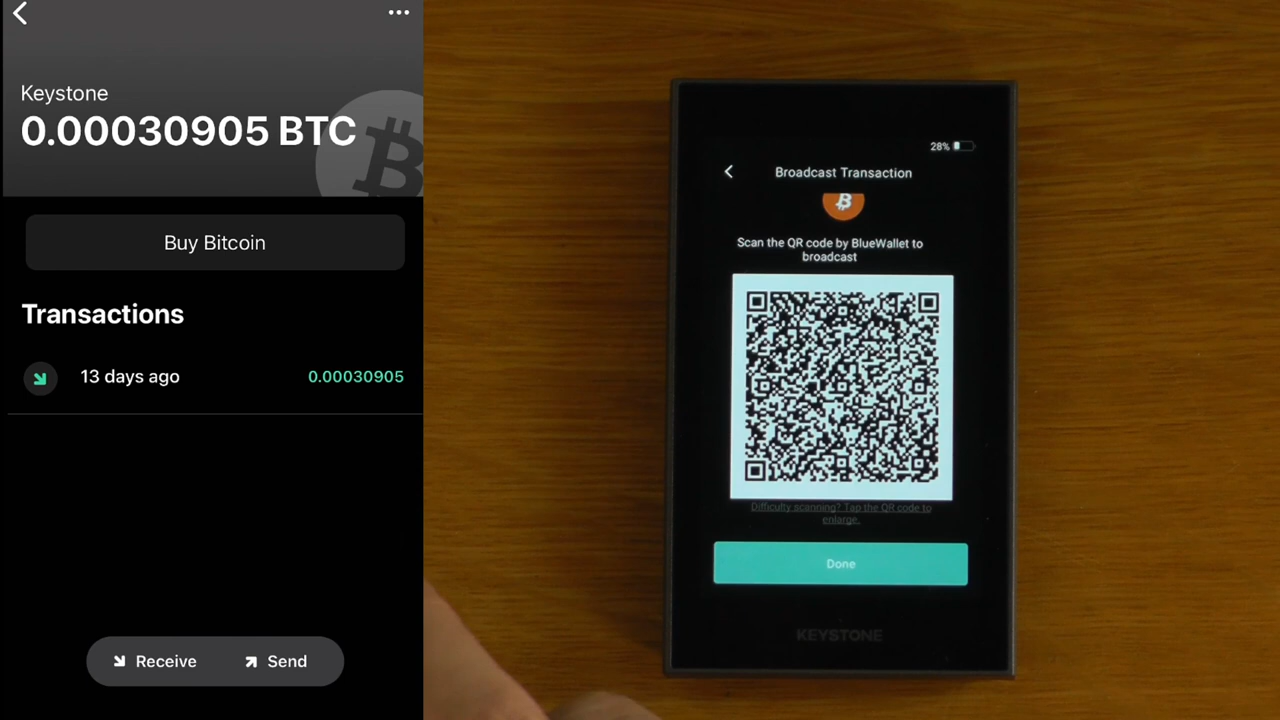 Keystone
0.00030905 BTC
Buy Bitcoin
Transactions
13 days ago 0.00030905
Receive Send
28%
Broadcast Transaction
Scan the QR code by BlueWallet to
broadcast
Difficulty scanning? Tap the QR code to
enlarge.
Done
KEYSTONE